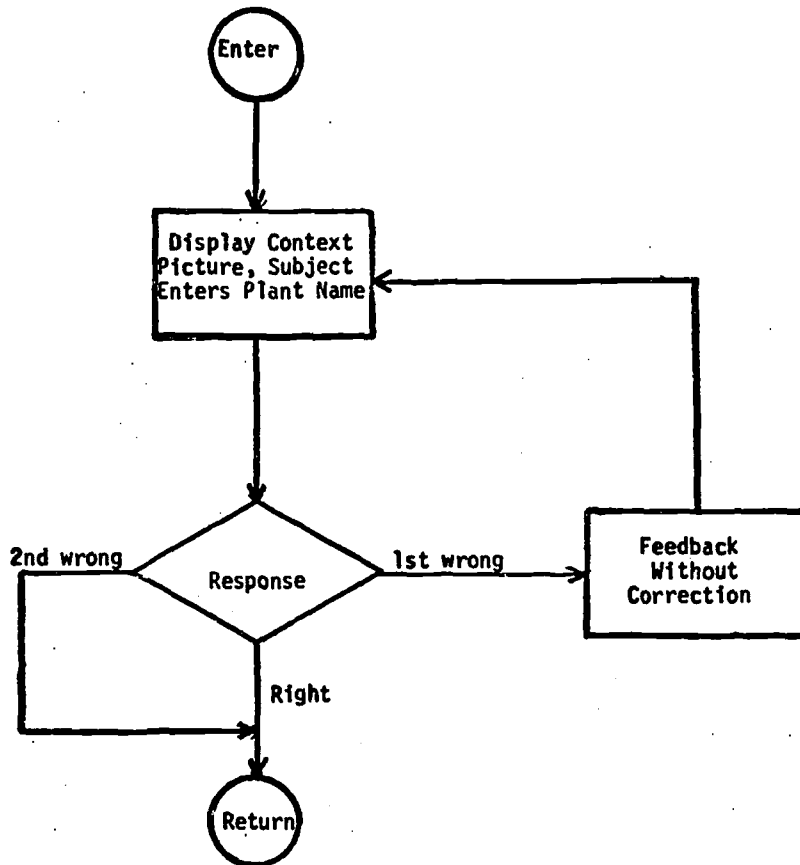 Enter
Display Context
Picture, Subject
Enters Plant Name
2nd wrong
Response
1st wrong
Feedback
Without
Correction
Right
Return